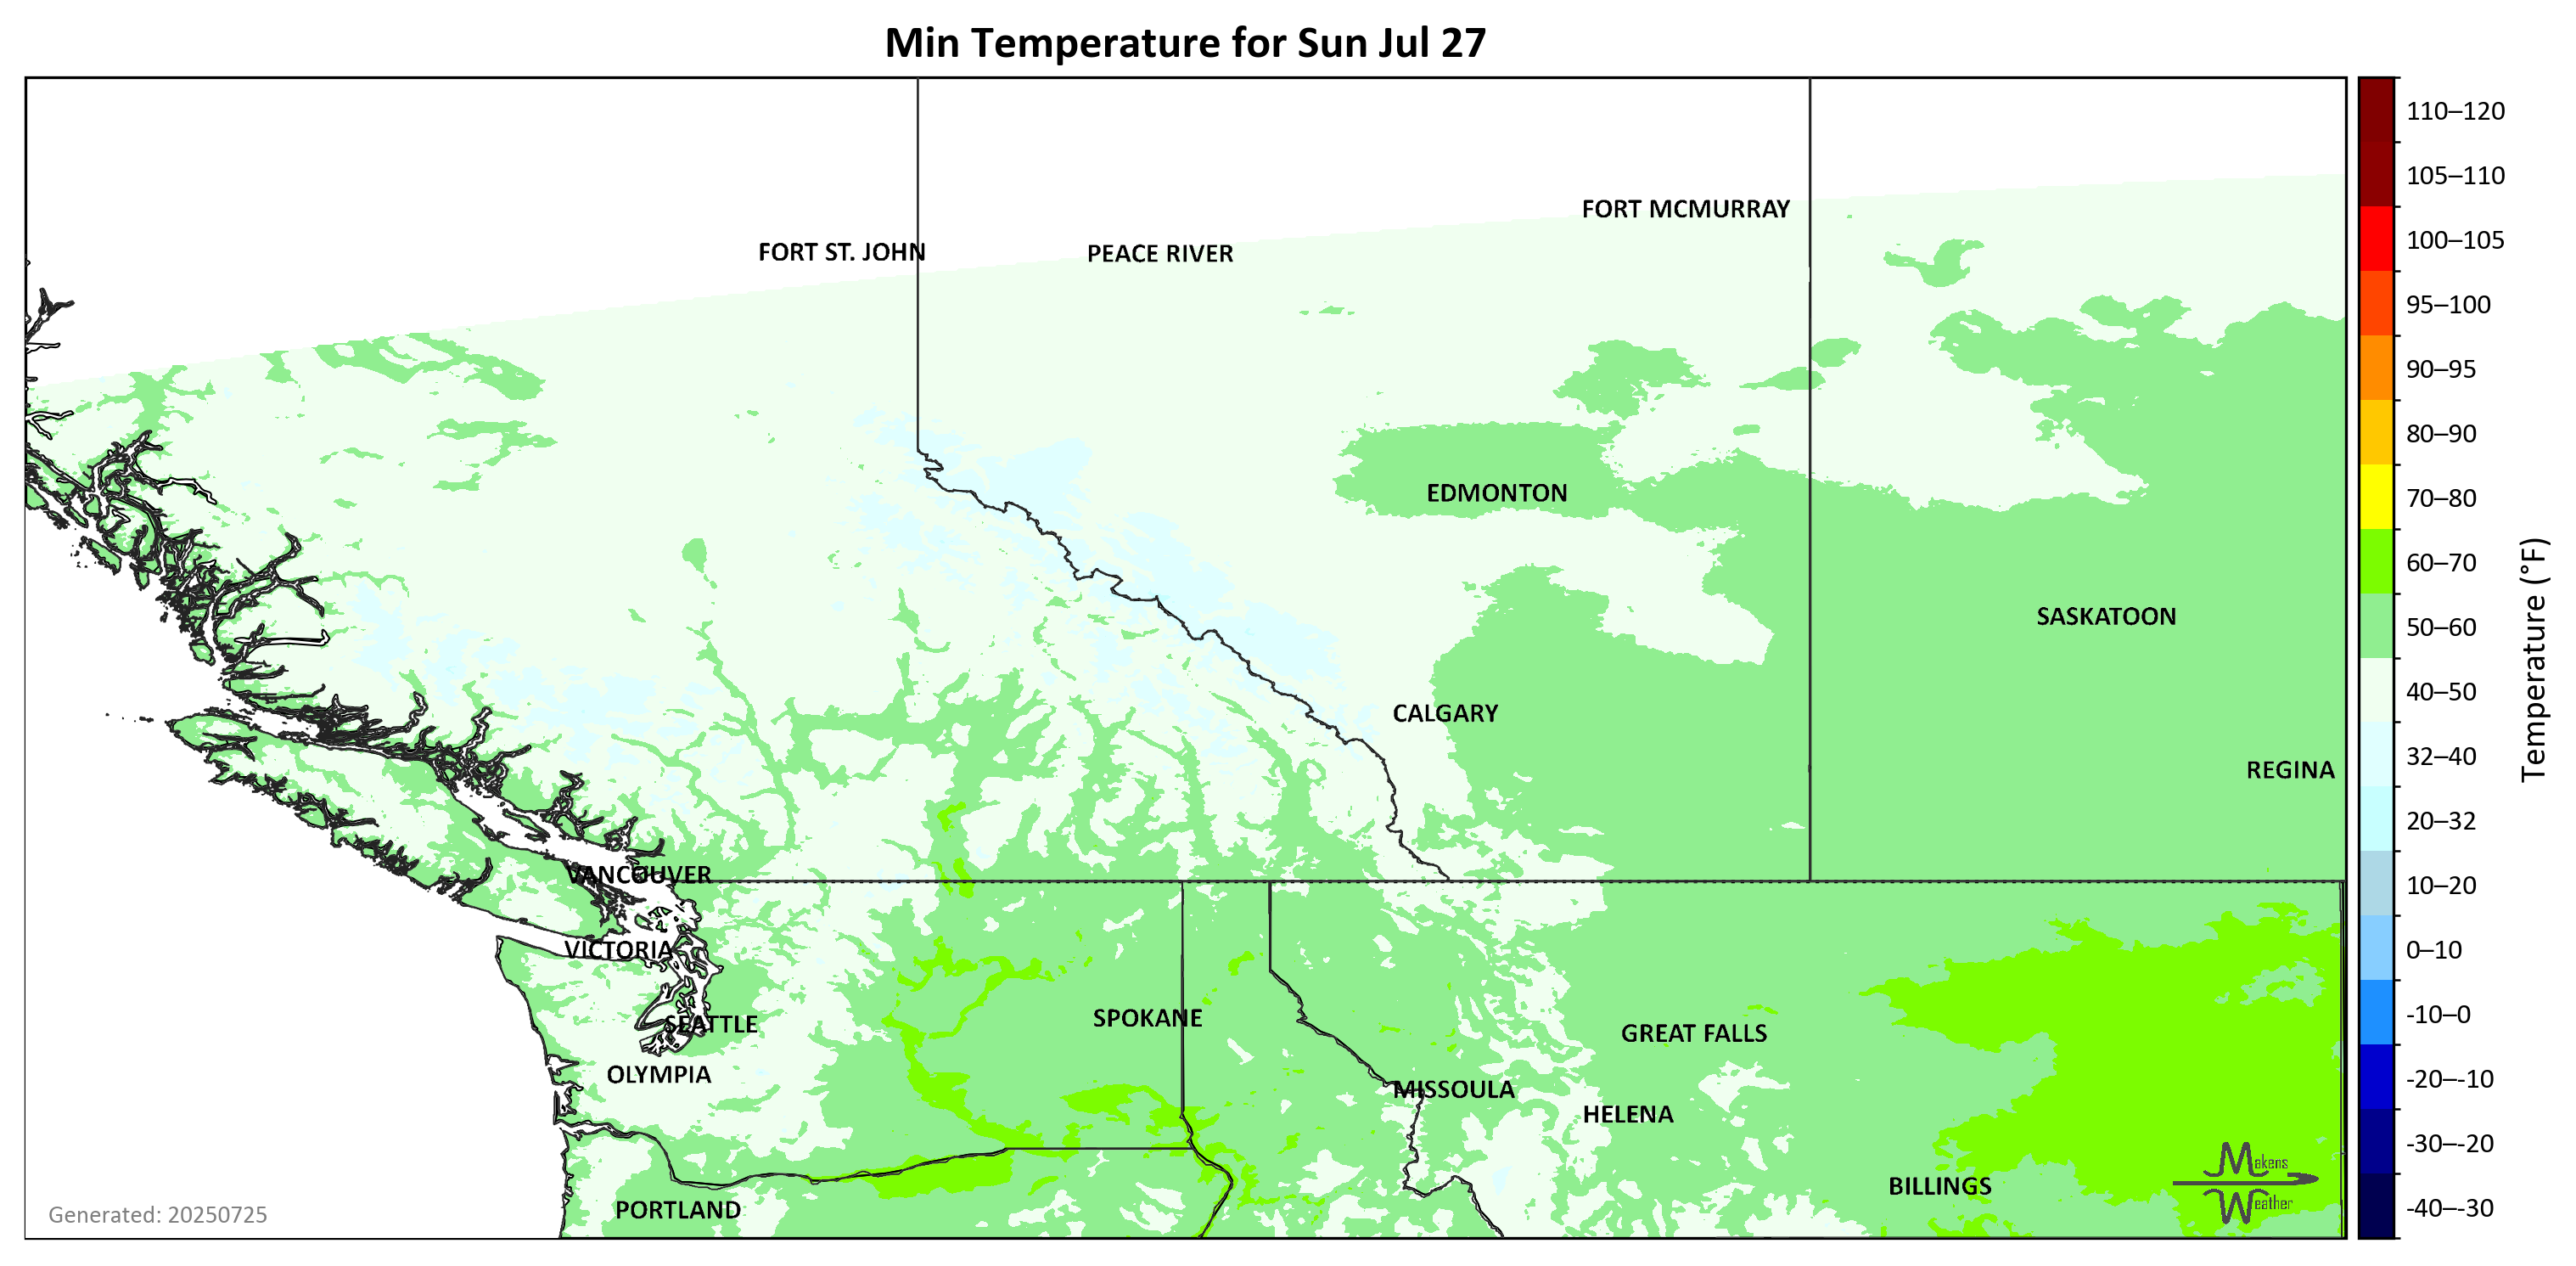 Min Temperature for Sun Jul 27
FORT MCMURRAY
FORT ST. JOHN
PEACE RIVER
EDMONTON
SASKATOON
CALGARY
REGINA
VANCOUVER
VICTORIA
SEATTLE
SPOKANE
GREAT FALLS
OLYMPIA
MISSOULA
HELENA
BILLINGS
PORTLAND
Makens
Weather
Generated: 20250725
110–120
105–110
100–105
95–100
90–95
80–90
70–80
60–70
50–60
40–50
32–40
20–32
10–20
0–10
-10–0
-20–-10
-30–-20
-40–-30
Temperature (°F)